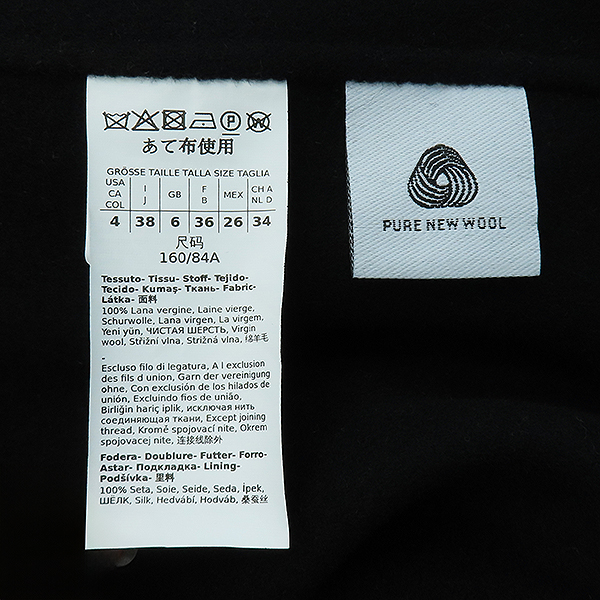 P W
あて布使用
GRÖSSE TAILLE TALLA SIZE TAGLIA
USA CA COL I J GB F B MEX CH A NL D
4 38 6 36 26 34
尺码
160/84A
Tessuto- Tissu- Stoff- Tejido-
Tecido- Kumaş- Ткань- Fabric-
Látka- 面料
100% Lana vergine, Laine vierge,
Schurwolle, Lana virgen, La virgem,
Yeni yün, ЧИСТАЯ ШЕРСТЬ, Virgin
wool, Střižní vlna, Strižná vlna, 绵羊毛
-
Escluso filo di legatura, A l exclusion
des fils d union, Garn der vereinigung
ohne, Con exclusión de los hilados de
unión, Excluindo fios de união,
Birliğin hariç iplik, исключая нить
соединяющая ткани, Except joining
thread, Kromě spojovací nite, Okrem
spojovacej nite, 连接线除外
Fodera- Doublure- Futter- Forro-
Astar- Подкладка- Lining-
Podšívka- 里料
100% Seta, Soie, Seide, Seda, İpek,
ШЁЛК, Silk, Hedvábí, Hodváb, 桑蚕丝
PURE NEW WOOL